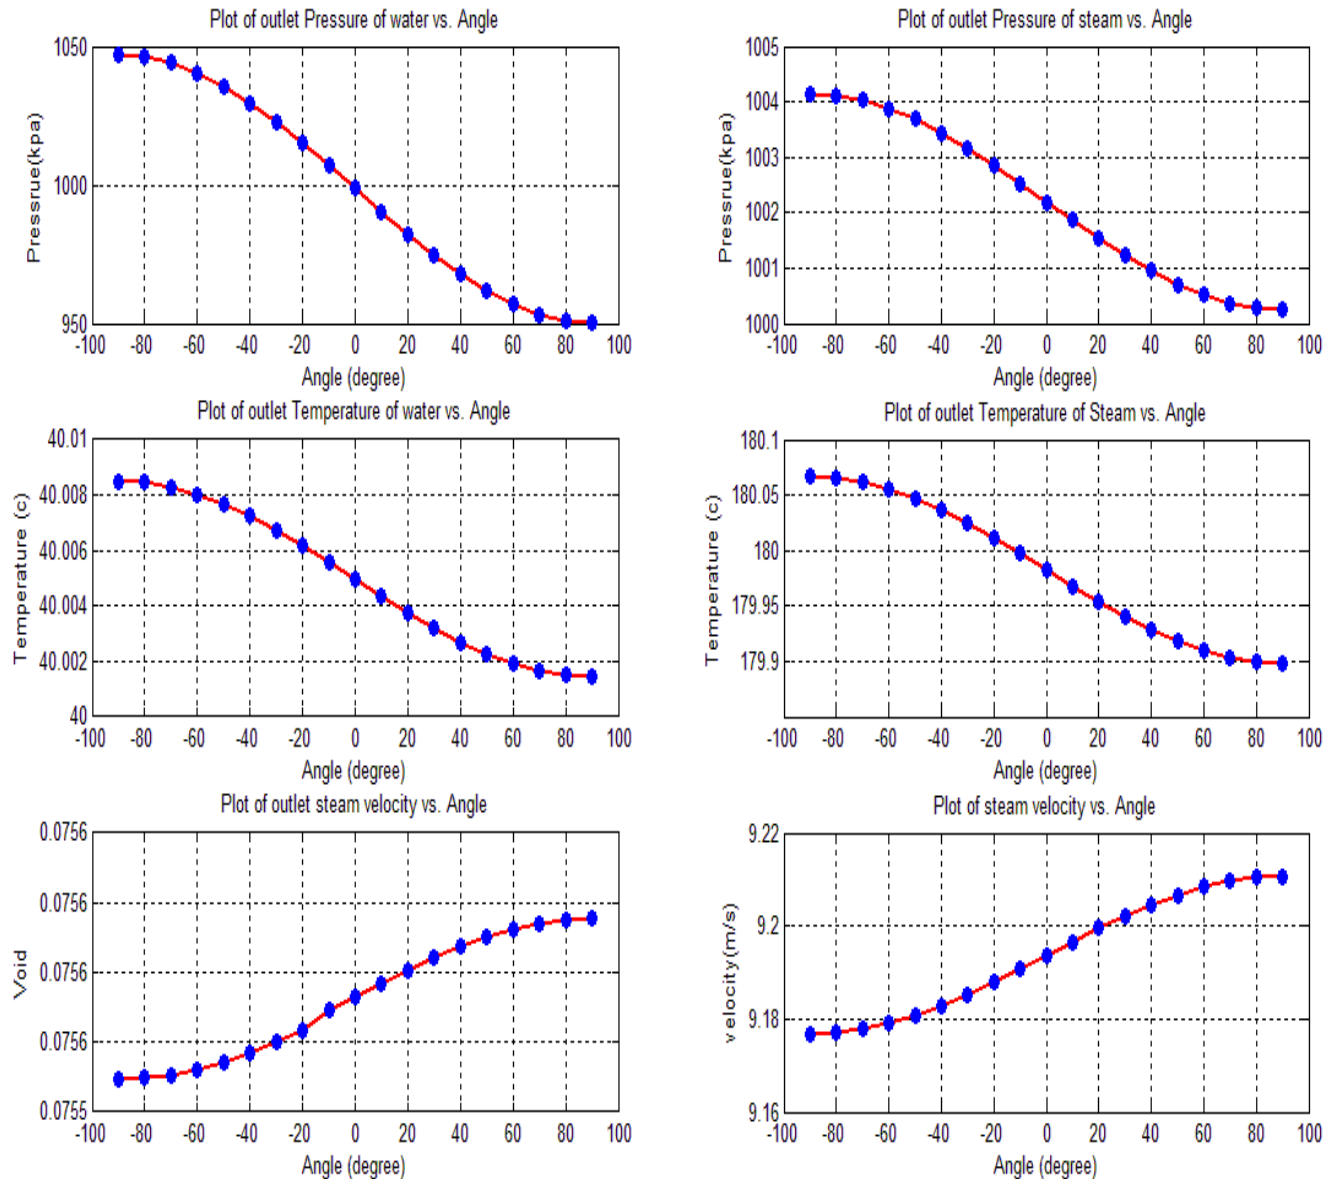 Plot of outlet Pressure of water vs. Angle
1050
1000
950
Pressrue(kpa)
-100 -80 -60 -40 -20 0 20 40 60 80 100
Angle (degree)
Plot of outlet Pressure of steam vs. Angle
1005
1004
1003
1002
1001
1000
Pressrue(kpa)
-100 -80 -60 -40 -20 0 20 40 60 80 100
Angle (degree)
Plot of outlet Temperature of water vs. Angle
40.01
40.008
40.006
40.004
40.002
40
Temperature (c)
-100 -80 -60 -40 -20 0 20 40 60 80 100
Angle (degree)
Plot of outlet Temperature of Steam vs. Angle
180.1
180.05
180
179.95
179.9
Temperature (c)
-100 -80 -60 -40 -20 0 20 40 60 80 100
Angle (degree)
Plot of outlet steam velocity vs. Angle
0.0756
0.0756
0.0756
0.0756
0.0755
Void
-100 -80 -60 -40 -20 0 20 40 60 80 100
Angle (degree)
Plot of steam velocity vs. Angle
9.22
9.2
9.18
9.16
velocity(m/s)
-100 -80 -60 -40 -20 0 20 40 60 80 100
Angle (degree)